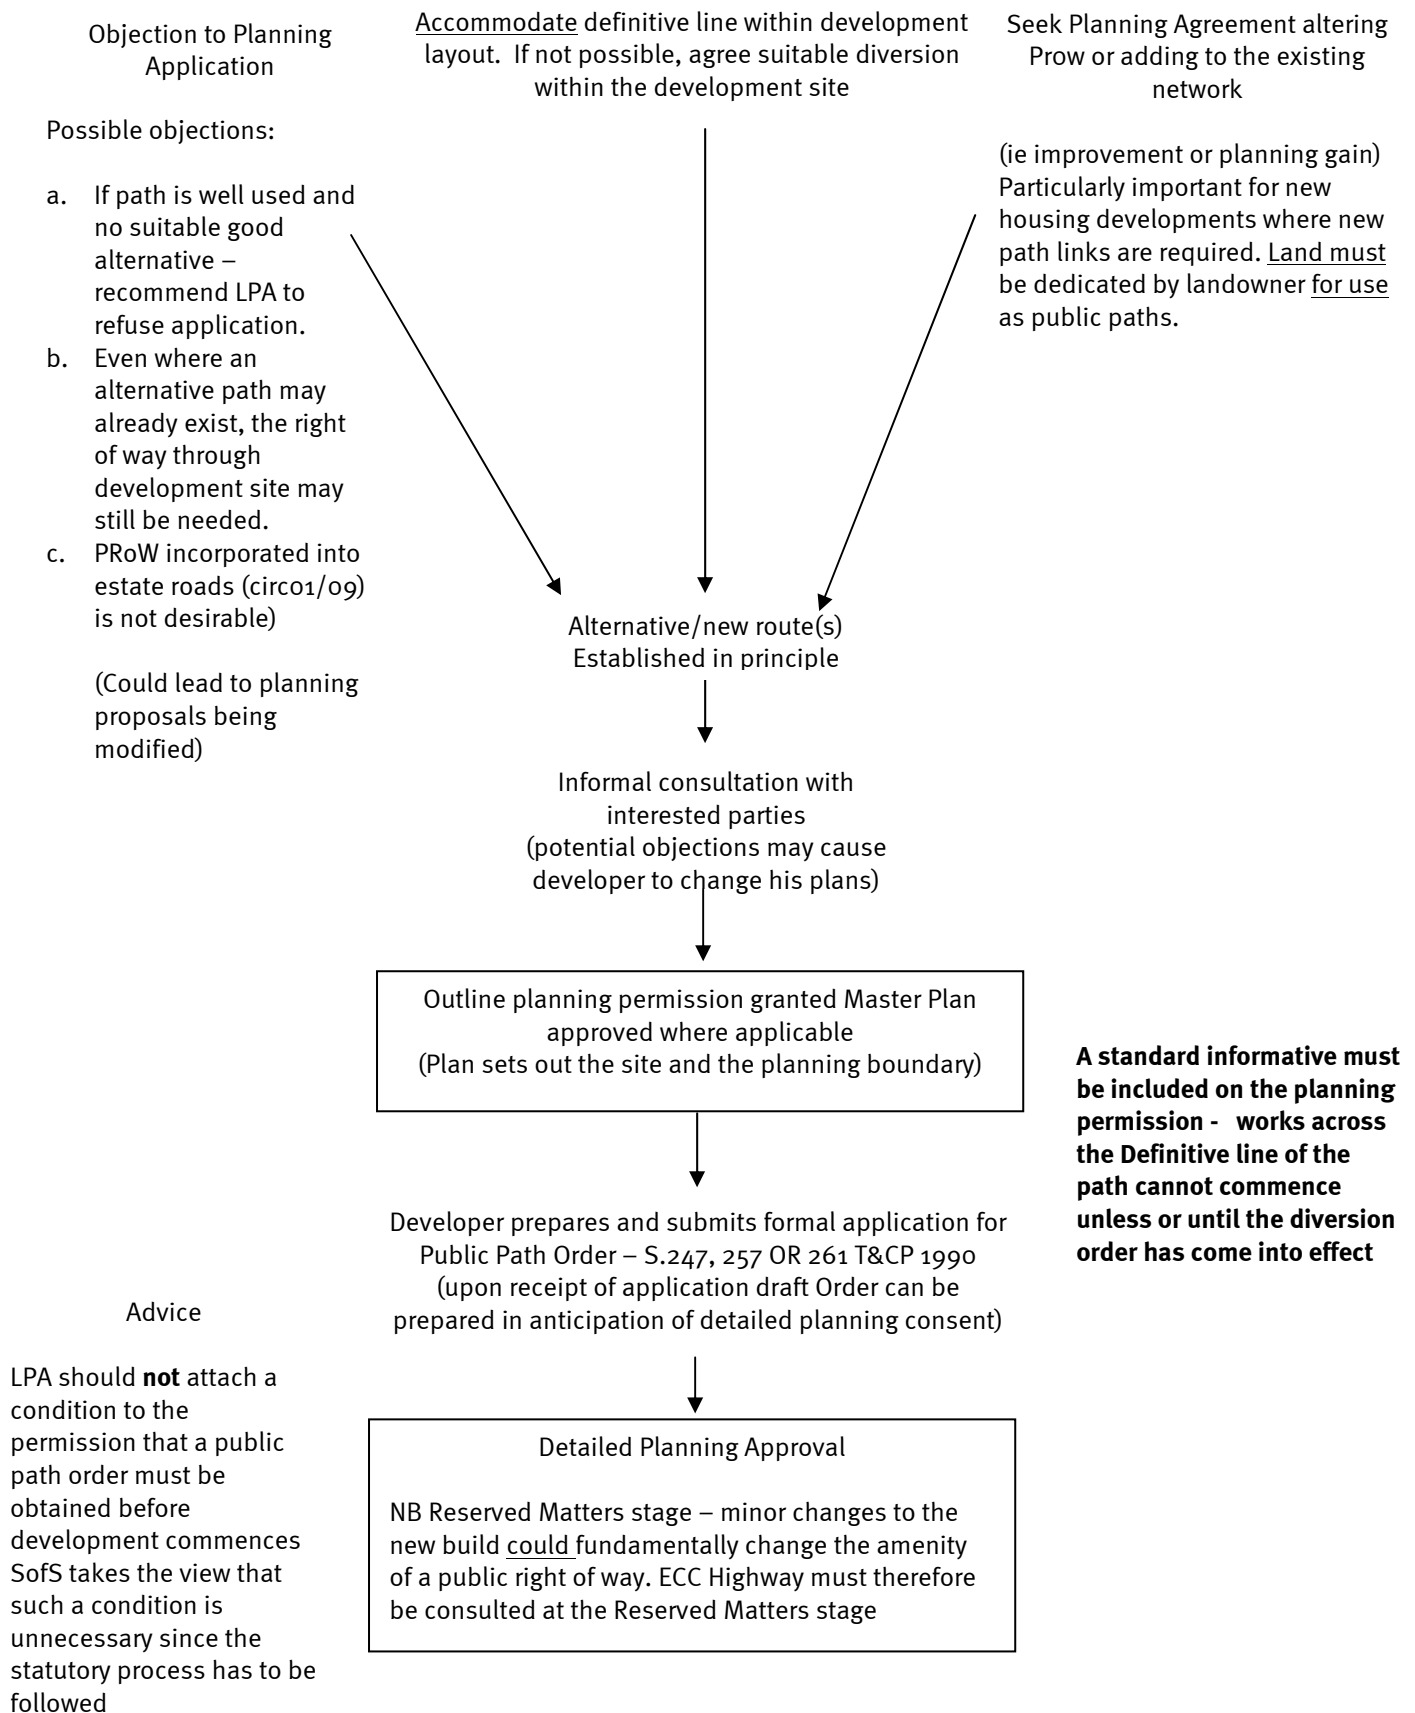 Objection to Planning
Application
Possible objections:
a. If path is well used and
no suitable good
alternative –
recommend LPA to
refuse application.
b. Even where an
alternative path may
already exist, the right
of way through
development site may
still be needed.
c. PRoW incorporated into
estate roads (circ01/09)
is not desirable)
(Could lead to planning
proposals being
modified)
Accommodate definitive line within development
layout. If not possible, agree suitable diversion
within the development site
Seek Planning Agreement altering
Prow or adding to the existing
network
(ie improvement or planning gain)
Particularly important for new
housing developments where new
path links are required. Land must
be dedicated by landowner for use
as public paths.
Alternative/new route(s)
Established in principle
Informal consultation with
interested parties
(potential objections may cause
developer to change his plans)
Outline planning permission granted Master Plan
approved where applicable
(Plan sets out the site and the planning boundary)
A standard informative must
be included on the planning
permission - works across
the Definitive line of the
path cannot commence
unless or until the diversion
order has come into effect
Developer prepares and submits formal application for
Public Path Order – S.247, 257 OR 261 T&CP 1990
(upon receipt of application draft Order can be
prepared in anticipation of detailed planning consent)
Advice
LPA should not attach a
condition to the
permission that a public
path order must be
obtained before
development commences
SofS takes the view that
such a condition is
unnecessary since the
statutory process has to be
followed
Detailed Planning Approval
NB Reserved Matters stage – minor changes to the
new build could fundamentally change the amenity
of a public right of way. ECC Highway must therefore
be consulted at the Reserved Matters stage